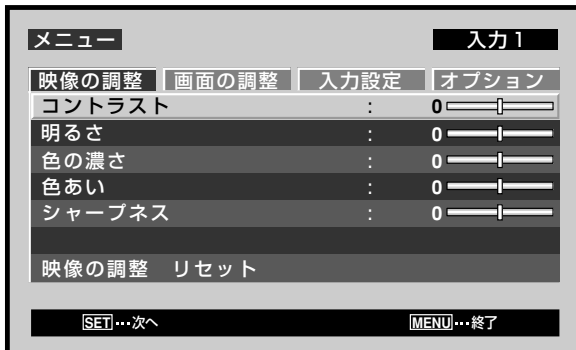 メニュー 入力1
映像の調整 画面の調整 入力設定 オプション
コントラスト : 0
明るさ : 0
色の濃さ : 0
色あい : 0
シャープネス : 0
映像の調整 リセット
SET…次へ MENU…終了